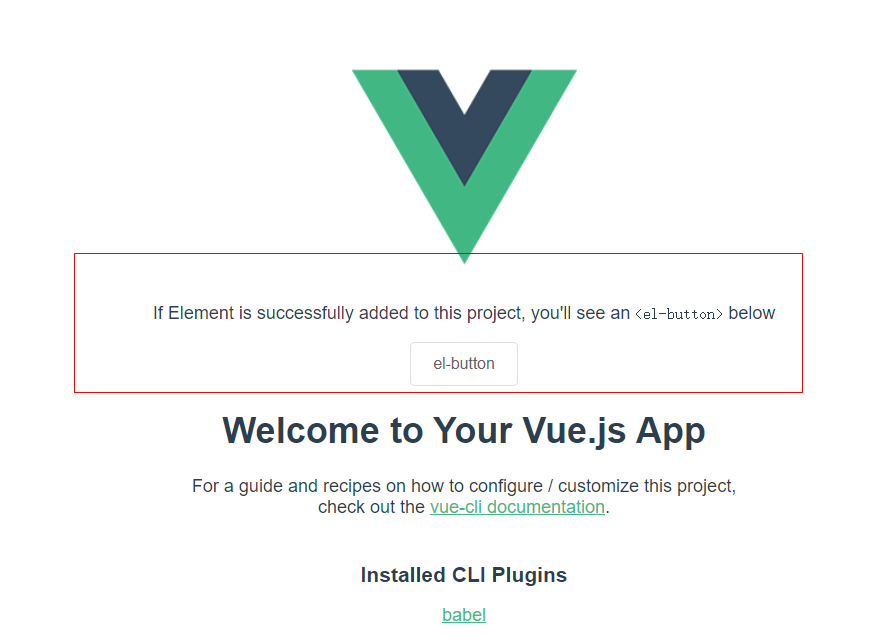 If Element is successfully added to this project, you'll see an <el-button> below
el-button
Welcome to Your Vue.js App
For a guide and recipes on how to configure / customize this project,
check out the vue-cli documentation.
Installed CLI Plugins
babel